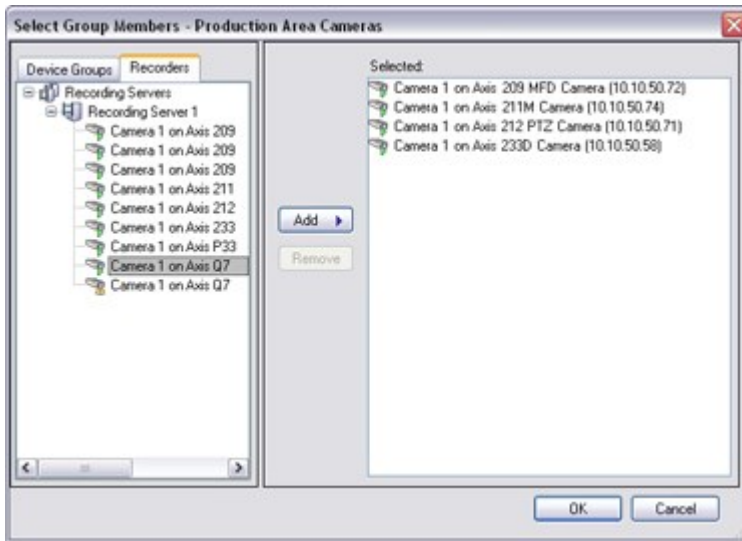 Select Group Members - Production Area Cameras
Device Groups
Recorders
Recording Servers
Recording Server 1
Camera 1 on Axis 209
Camera 1 on Axis 209
Camera 1 on Axis 209
Camera 1 on Axis 211
Camera 1 on Axis 212
Camera 1 on Axis 233
Camera 1 on Axis P33
Camera 1 on Axis Q7
Camera 1 on Axis Q7
Add
Remove
Selected:
Camera 1 on Axis 209 MFD Camera (10.10.50.72)
Camera 1 on Axis 211M Camera (10.10.50.74)
Camera 1 on Axis 212 PTZ Camera (10.10.50.71)
Camera 1 on Axis 233D Camera (10.10.50.58)
OK
Cancel